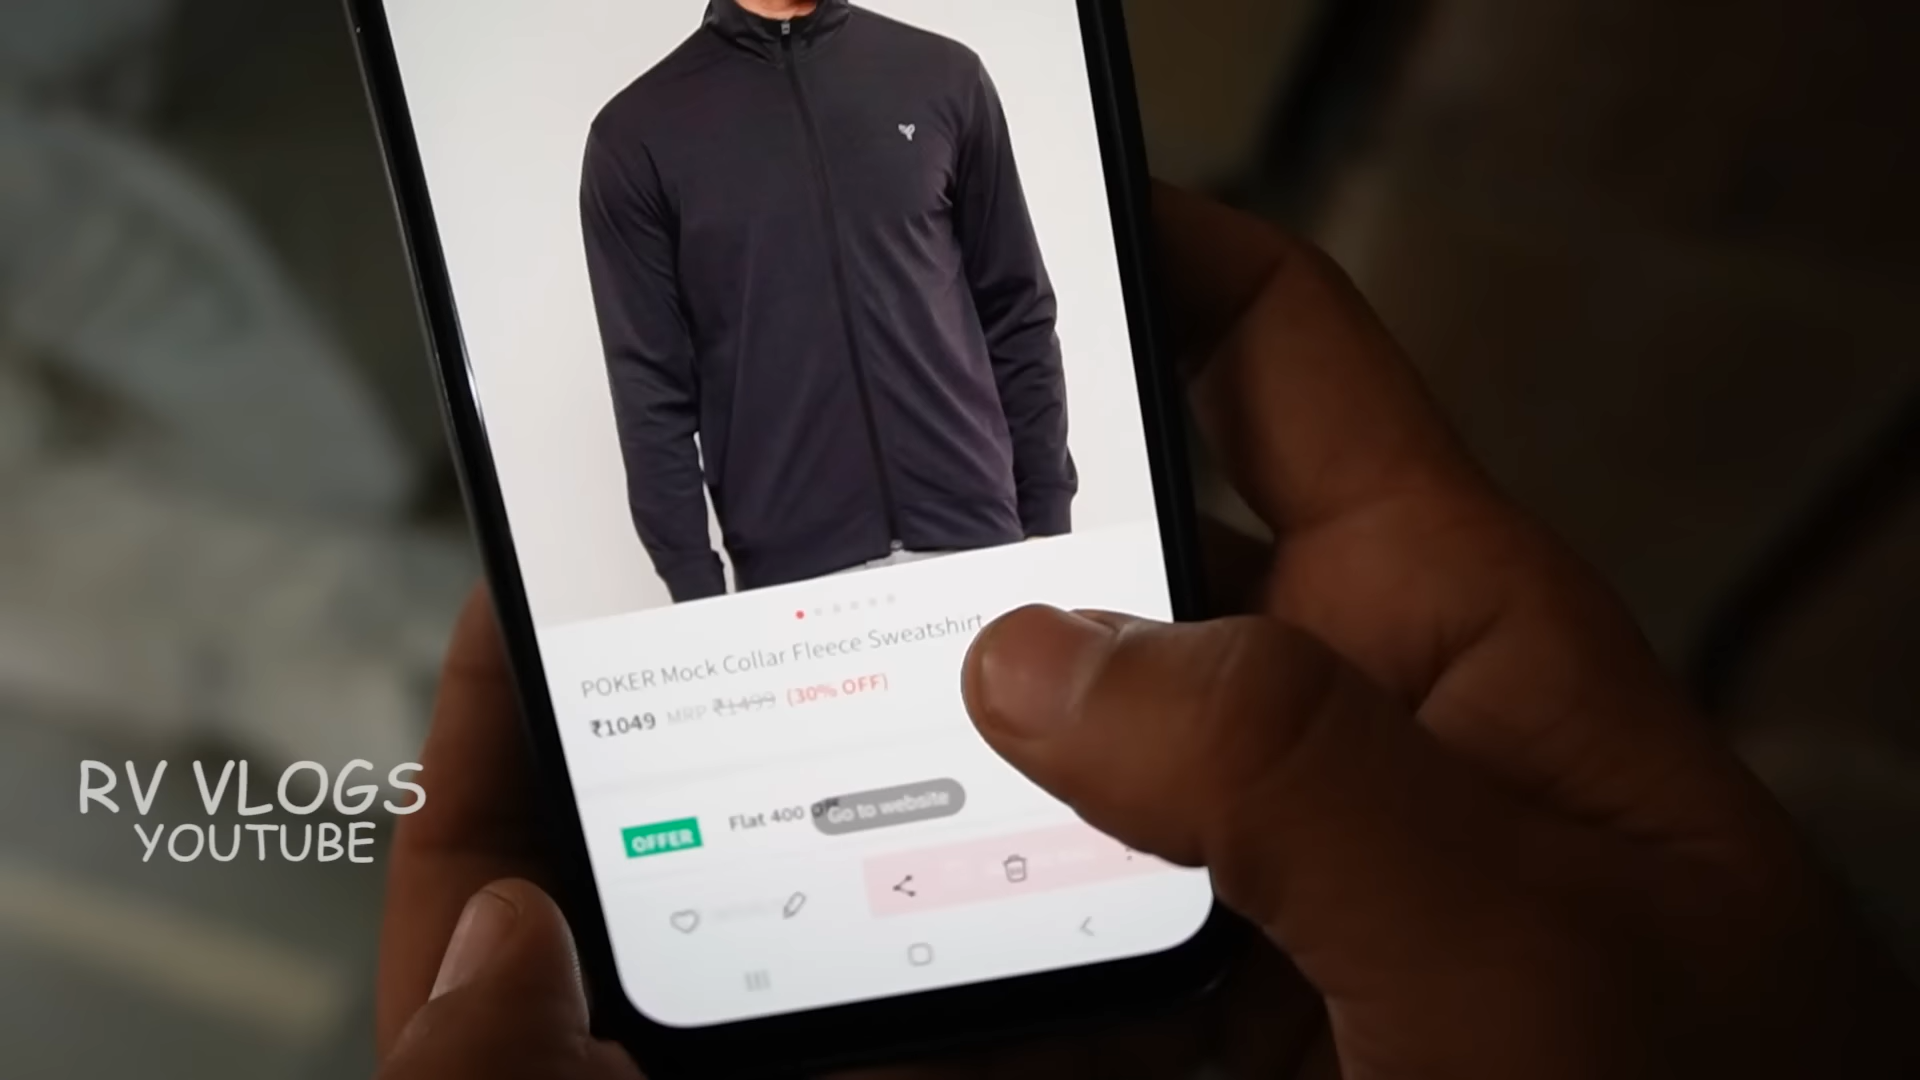 POKER Mock Collar Fleece Sweatshirt
₹1049 MRP ₹1499 (30% OFF)
OFFER Flat 400 off
Go to website
RV VLOGS
YOUTUBE